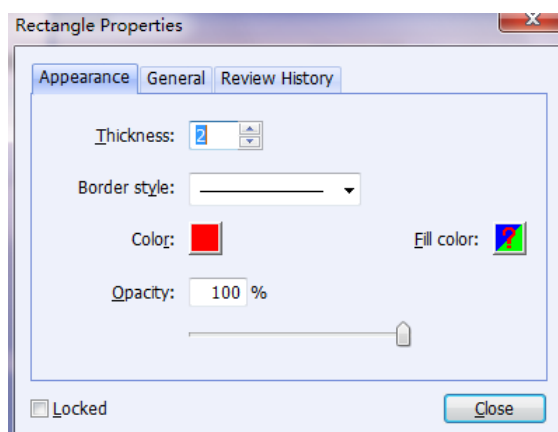 Rectangle Properties
Appearance General Review History
Thickness: 2
Border style:
Color: Fill color: ?
Opacity: 100 %
Locked Close